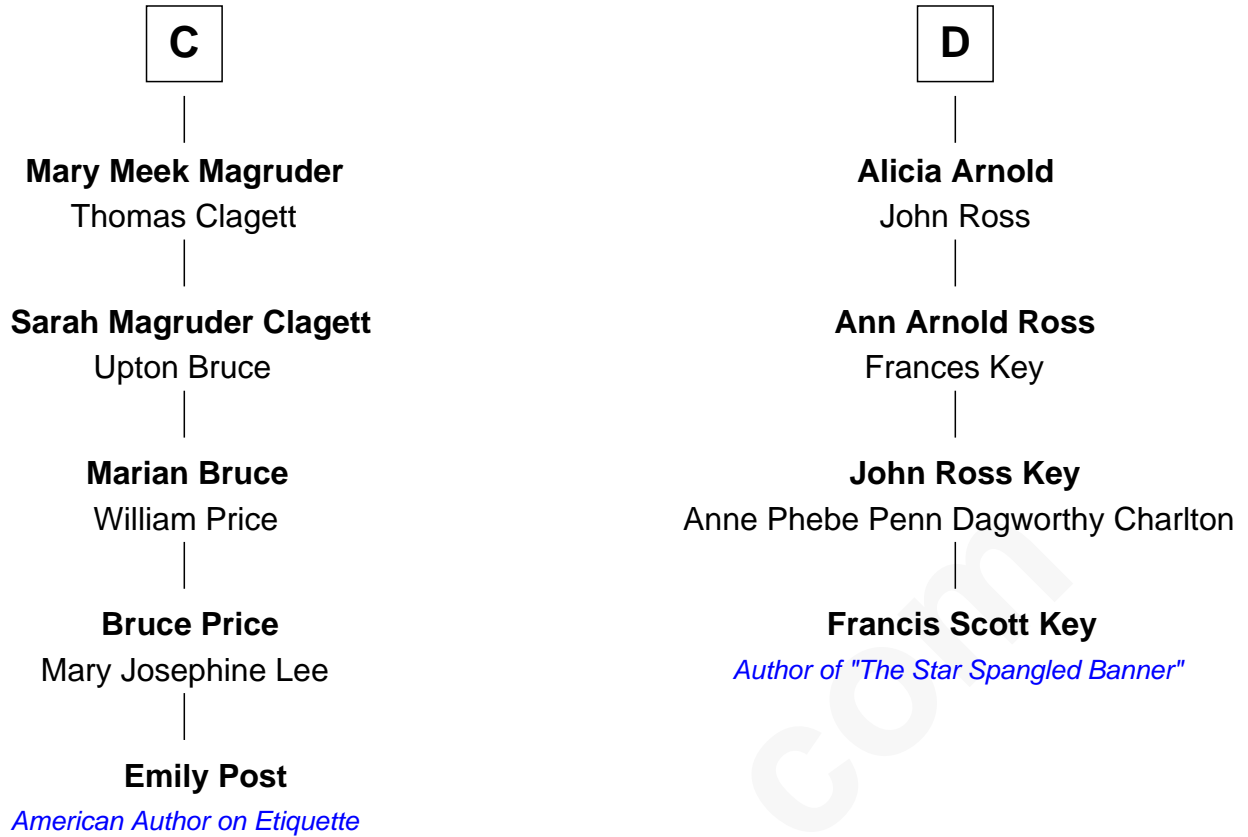 C
Mary Meek Magruder
Thomas Clagett
Sarah Magruder Clagett
Upton Bruce
Marian Bruce
William Price
Bruce Price
Mary Josephine Lee
Emily Post
American Author on Etiquette
D
Alicia Arnold
John Ross
Ann Arnold Ross
Frances Key
John Ross Key
Anne Phebe Penn Dagworthy Charlton
Francis Scott Key
Author of "The Star Spangled Banner"
com